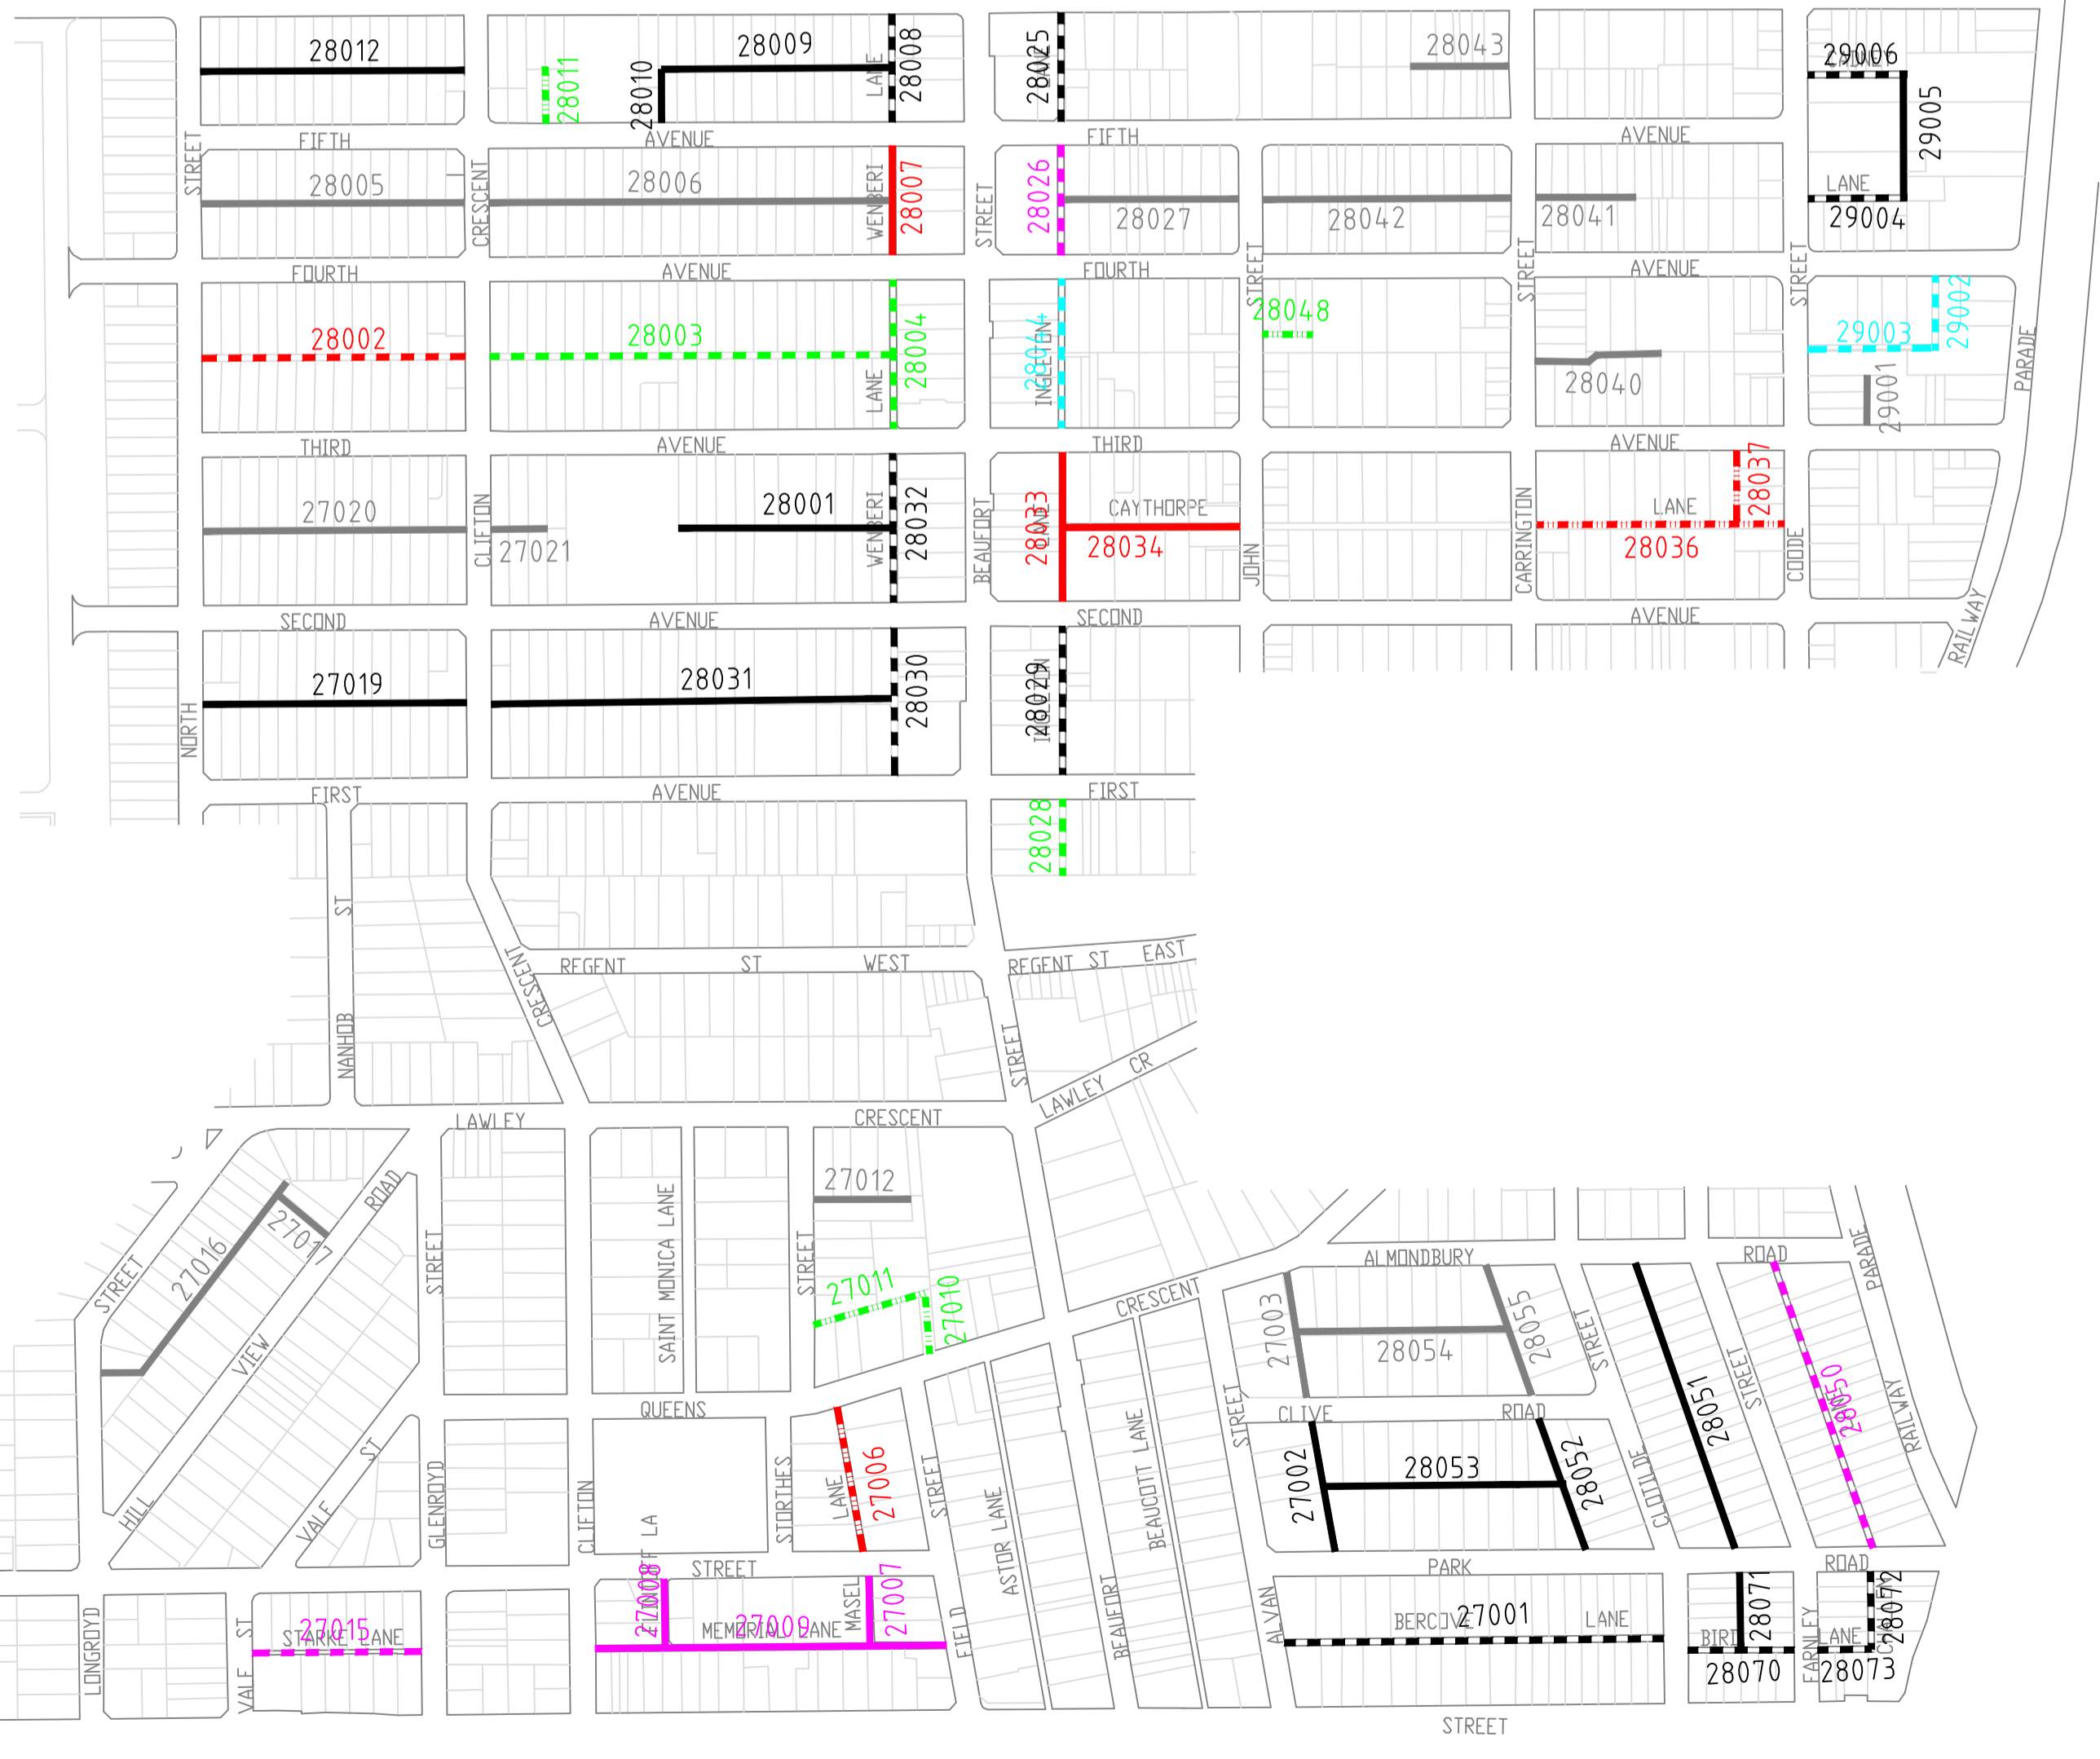 28012
28009
LANE
28008
28025
28043
29006
28011
28010
29005
STREET
FIFTH
AVENUE
FIFTH
AVENUE
28005
CRESCENT
28006
WENBERI
28007
STREET
28026
28027
28042
28041
LANE
29004
FOURTH
AVENUE
FOURTH
STREET
STREET
AVENUE
STREET
28002
28003
LANE
28004
INGLETON
28044
28048
28040
29003
29002
29001
PARADE
THIRD
AVENUE
THIRD
AVENUE
27020
CLIFTON
27021
28001
WENBERI
28032
BEAUFORT
28033
CAYTHORPE
28034
JOHN
CARRINGTON
LANE
28036
28037
COODE
SECOND
AVENUE
SECOND
AVENUE
RAILWAY
NORTH
27019
28031
28030
28029
INGLETON
FIRST
AVENUE
FIRST
28028
ST
CRESCENT
REGENT
ST
WEST
REGENT ST EAST
NANHOB
STREET
LAWLEY CR
LAWLEY
CRESCENT
STREET
27016
27017
ROAD
VIEW
HILL
STREET
SAINT MONICA LANE
STREET
27012
27011
27010
CRESCENT
ALMONDBURY
ROAD
PARADE
27003
28054
28055
STREET
28051
STREET
28050
RAILWAY
QUEENS
CLIVE
ROAD
STREET
VALE ST
GLENROYD
CLIFTON
STORTHES
LANE
27006
STREET
ASTOR LANE
BEAUCOTT LANE
27002
28053
28052
CLOTILDE
STREET
PARK
ROAD
LONGROYD
VALE ST
27015
STARKE LANE
27008
MEMORIAL LANE
27009
MASEL
27007
FIELD
BEAUFORT
ALVAN
27001
LANE
BIRD
28071
28070
FARNLEY
LANE
28072
28073
STREET